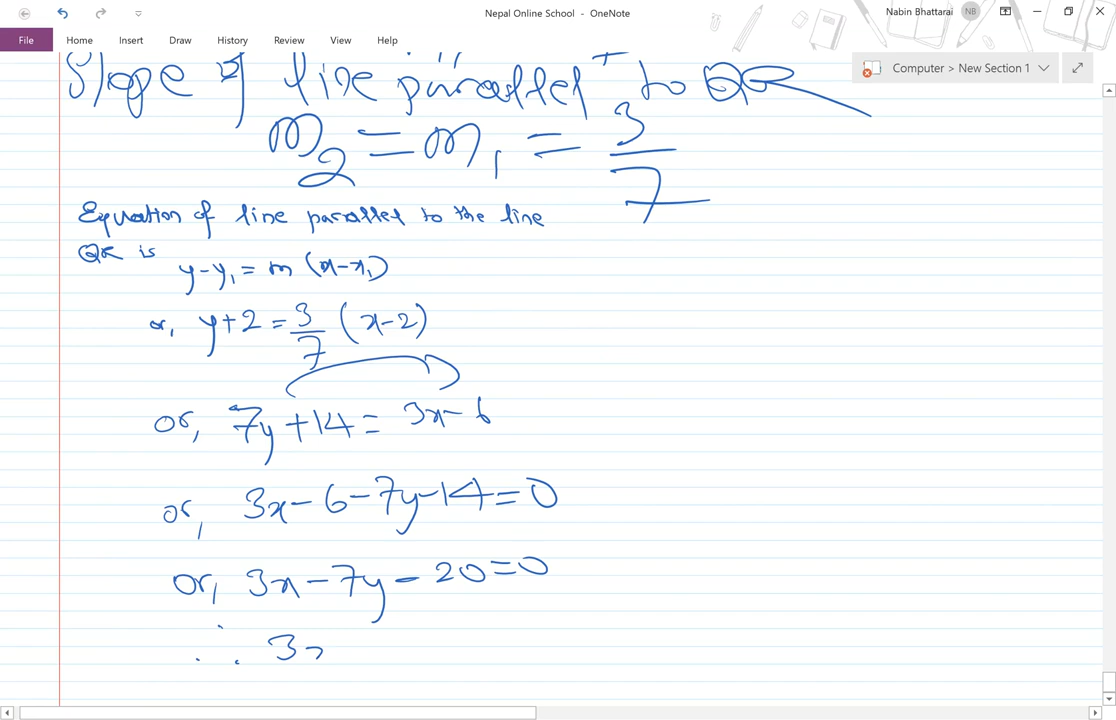 Nepal Online School - OneNote
Nabin Bhattarai NB
File Home Insert Draw History Review View Help
Computer > New Section 1
Slope of line parallel to QR
m₂ = m₁ = 3/7
Equation of line parallel to the line
QR is
y-y₁ = m (x-x₁)
or, y+2 = 3/7 (x-2)
or, 7y+14 = 3x-6
or, 3x-6-7y-14=0
or, 3x-7y-20=0
∴ 3